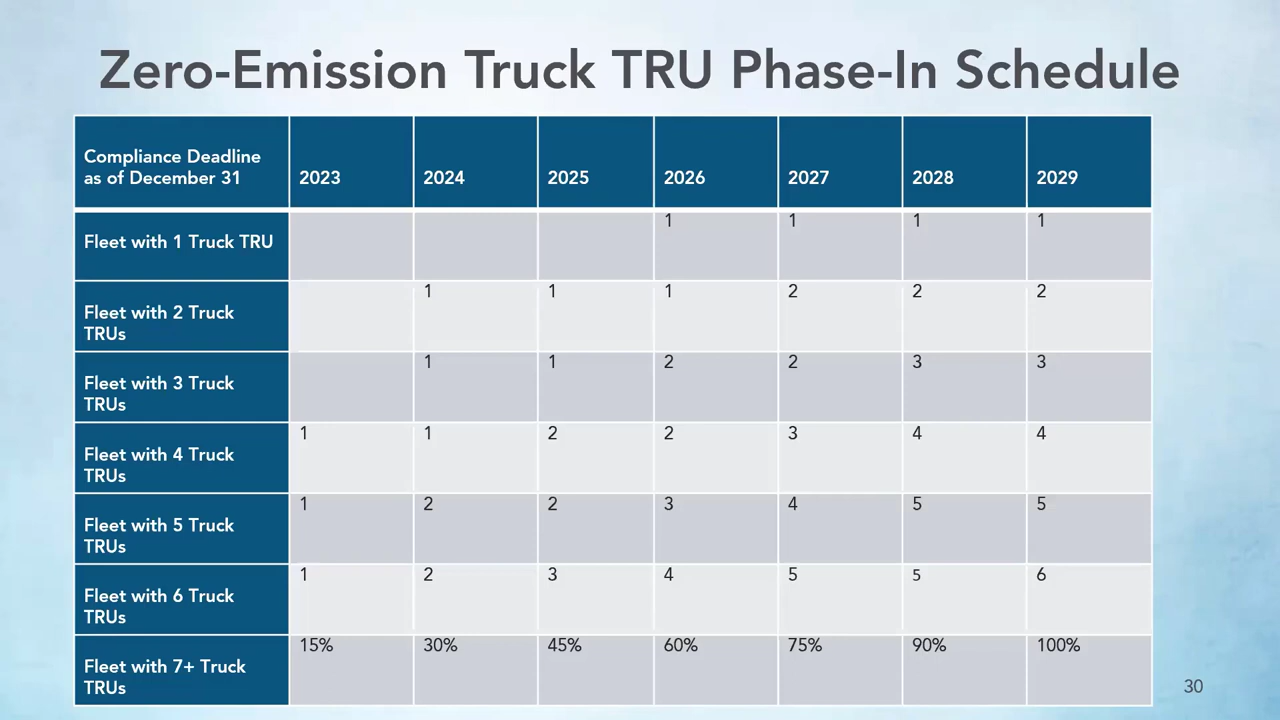 Zero-Emission Truck TRU Phase-In Schedule
Compliance Deadline
as of December 31
2023 2024 2025 2026 2027 2028 2029
Fleet with 1 Truck TRU
1 1 1 1
Fleet with 2 Truck
TRUs
1 1 1 2 2 2
Fleet with 3 Truck
TRUs
1 1 2 2 3 3
Fleet with 4 Truck
TRUs
1 1 2 2 3 4 4
Fleet with 5 Truck
TRUs
1 2 2 3 4 5 5
Fleet with 6 Truck
TRUs
1 2 3 4 5 5 6
Fleet with 7+ Truck
TRUs
15% 30% 45% 60% 75% 90% 100%
30